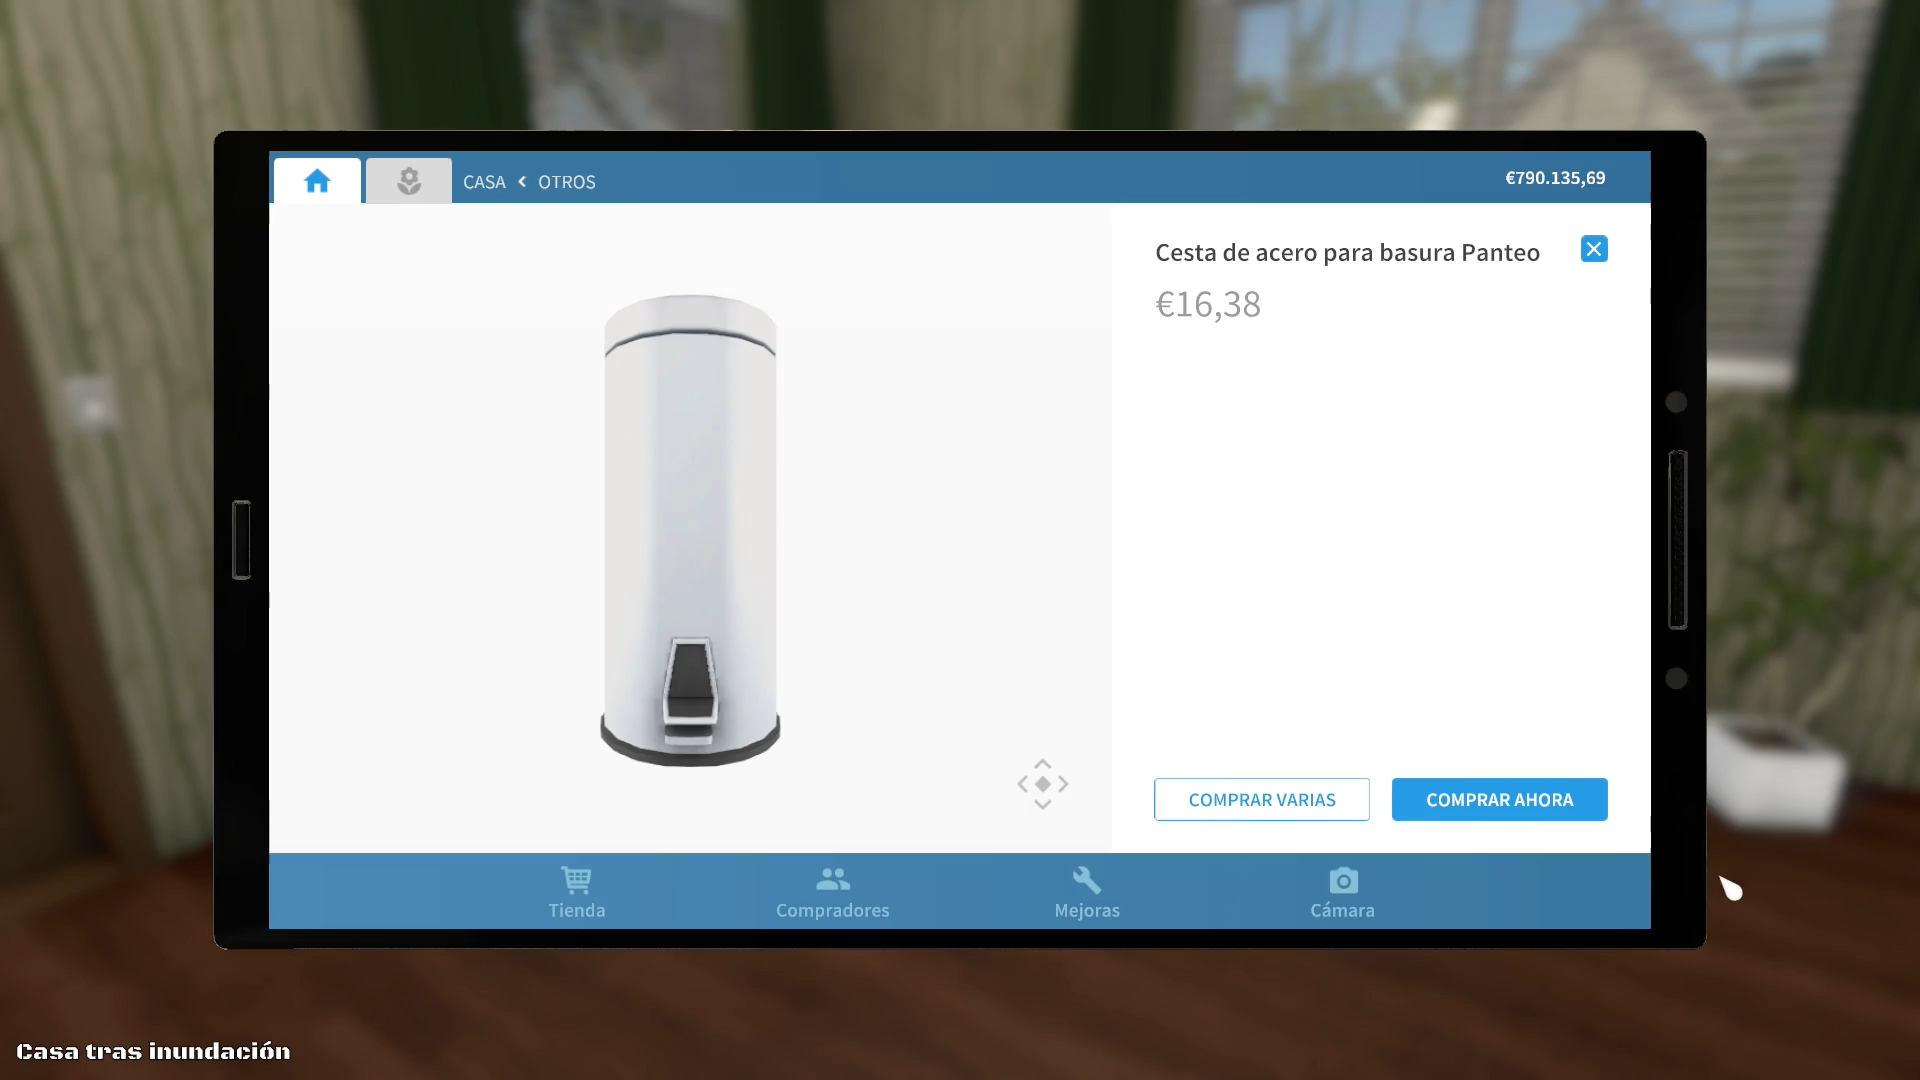 CASA < OTROS
€790.135,69
Cesta de acero para basura Panteo
€16,38
COMPRAR VARIAS
COMPRAR AHORA
Tienda
Compradores
Mejoras
Cámara
Casa tras inundación